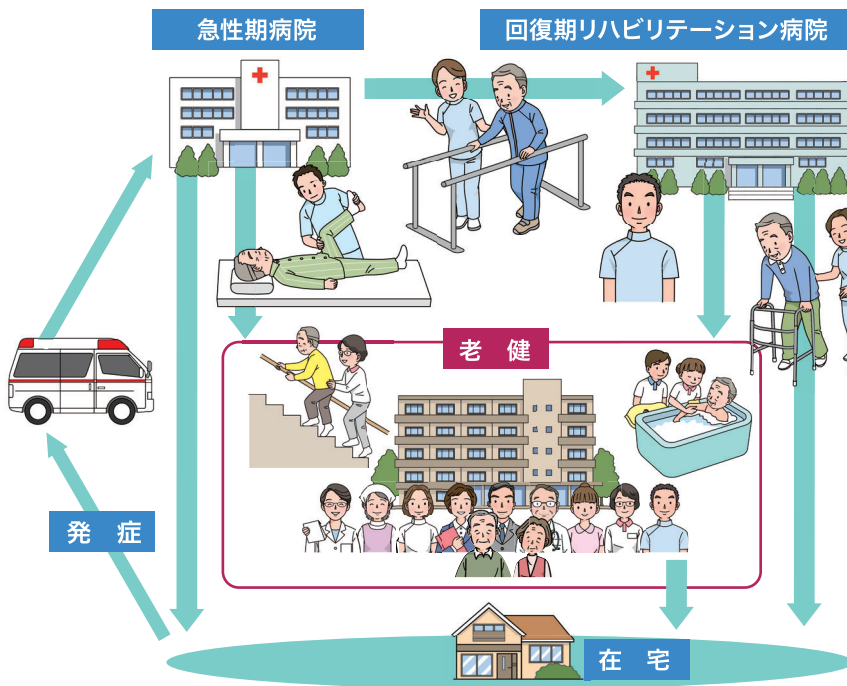 急性期病院
回復期リハビリテーション病院
老 健
発 症
在 宅